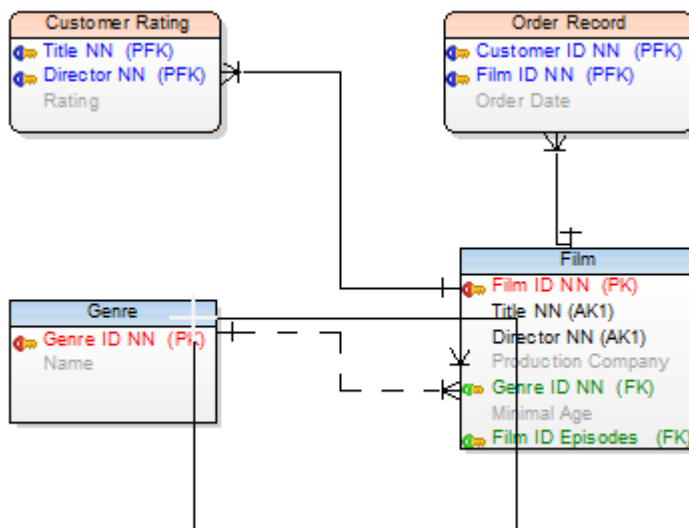 Customer Rating
Title NN (PFK)
Director NN (PFK)
Rating
Order Record
Customer ID NN (PFK)
Film ID NN (PFK)
Order Date
Genre
Genre ID NN (PK)
Name
Film
Film ID NN (PK)
Title NN (AK1)
Director NN (AK1)
Production Company
Genre ID NN (FK)
Minimal Age
Film ID Episodes (FK)